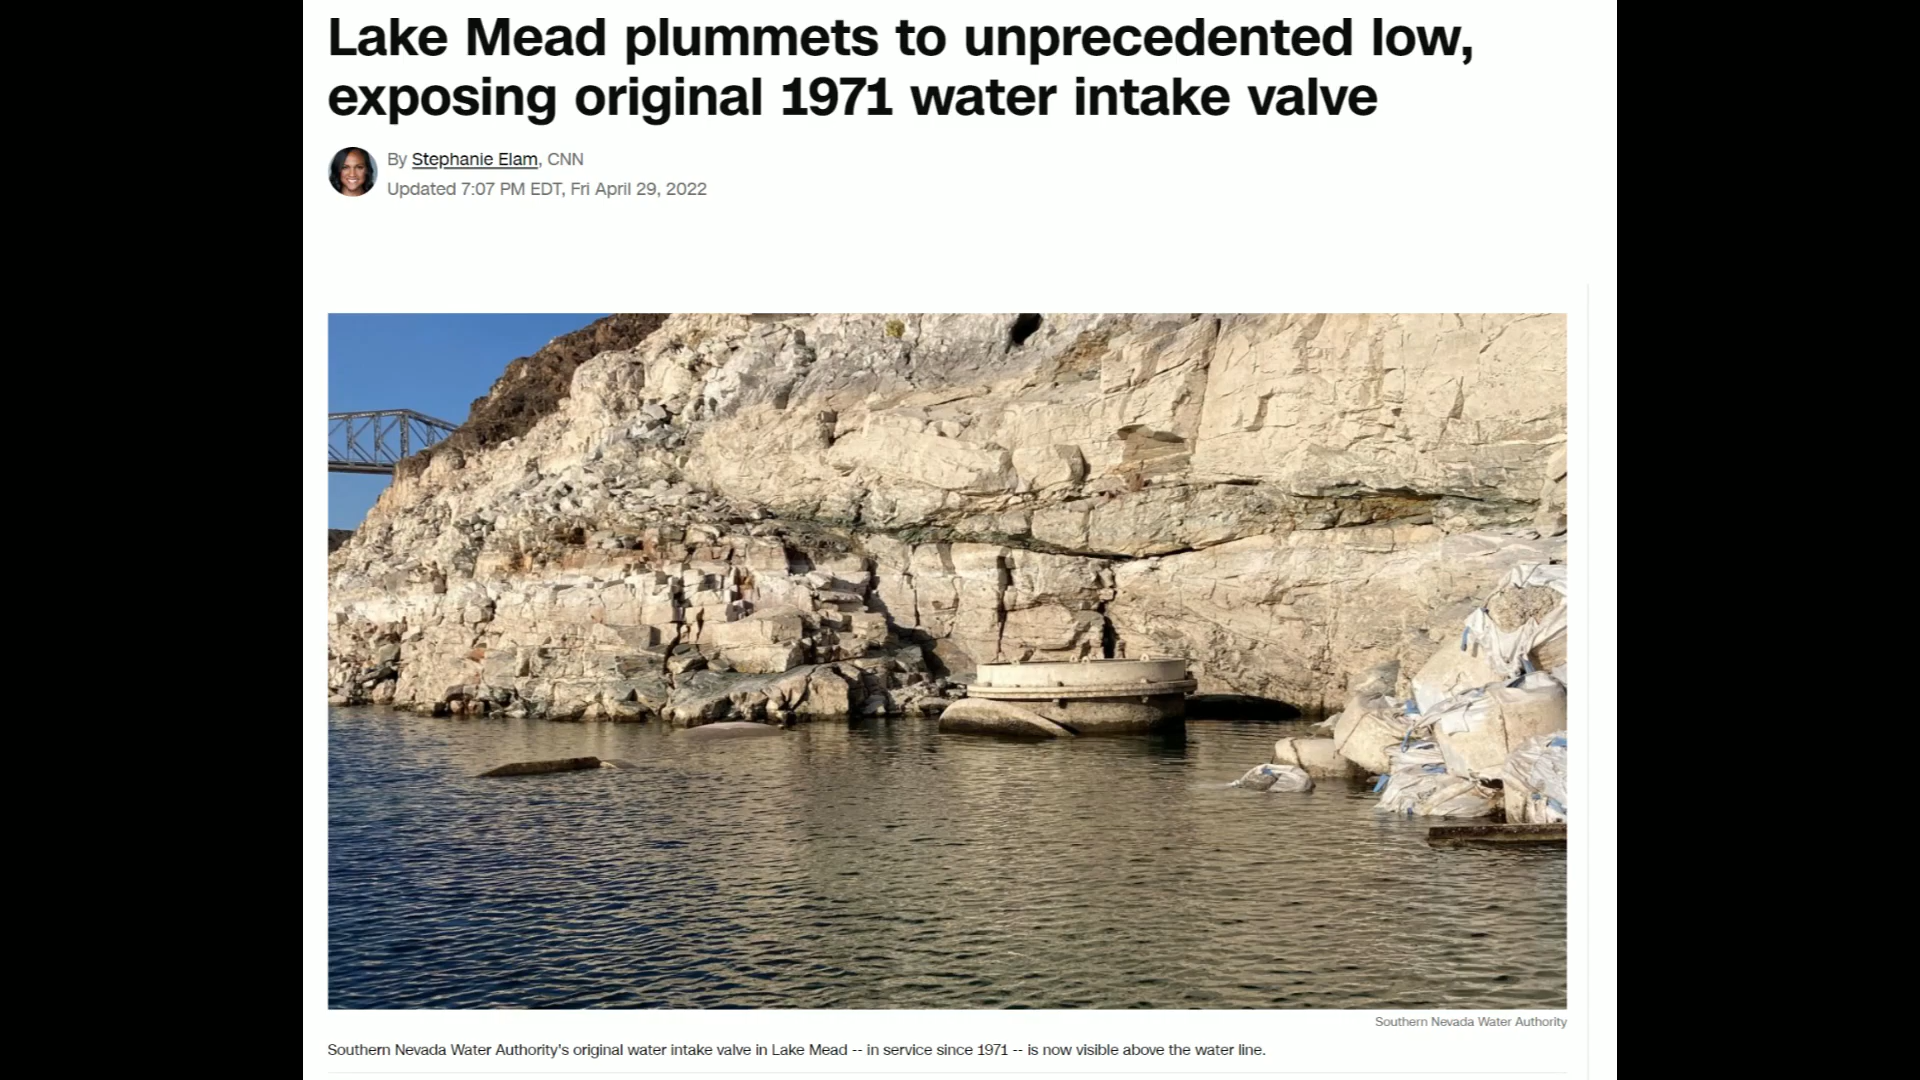 Lake Mead plummets to unprecedented low,
exposing original 1971 water intake valve
By Stephanie Elam, CNN
Updated 7:07 PM EDT, Fri April 29, 2022
Southern Nevada Water Authority
Southern Nevada Water Authority's original water intake valve in Lake Mead -- in service since 1971 -- is now visible above the water line.